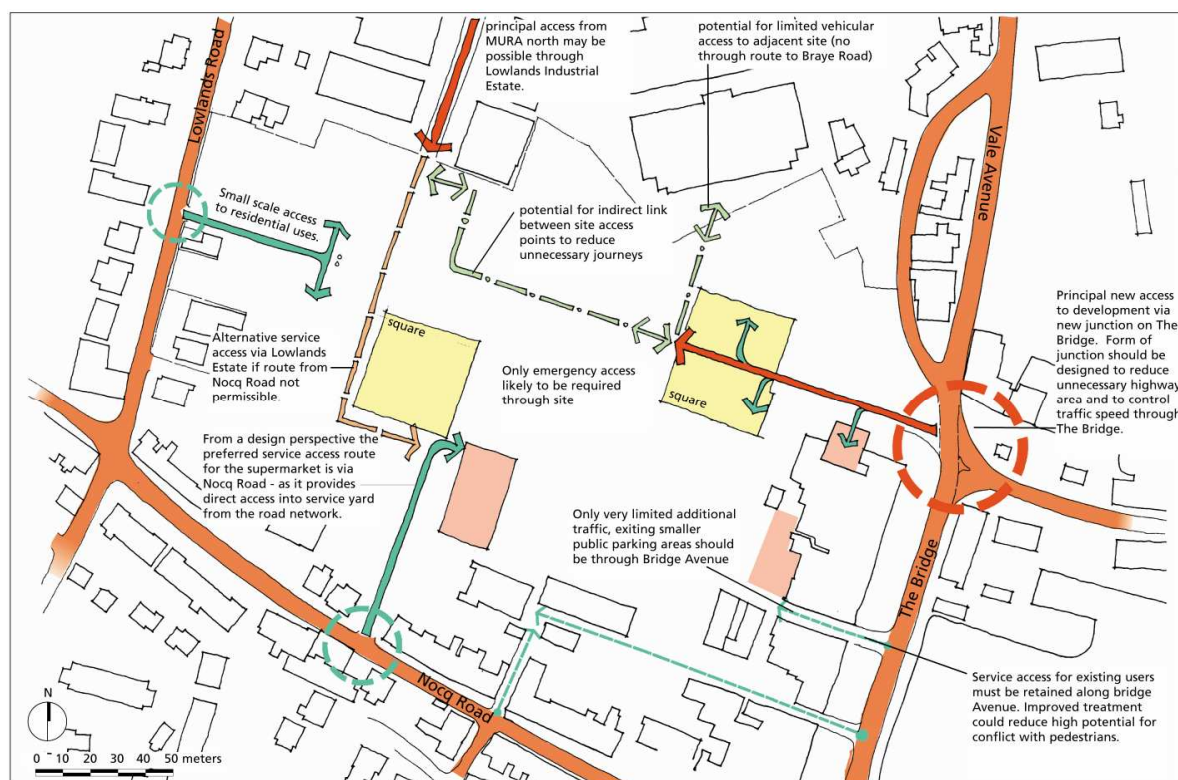 principal access from
MURA north may be
possible through
Lowlands Industrial
Estate.
potential for limited vehicular
access to adjacent site (no
through route to Braye Road)
Lowlands Road
Vale Avenue
Small scale access
to residential uses.
potential for indirect link
between site access
points to reduce
unnecessary journeys
Principal new access
to development via
new junction on The
Bridge. Form of
junction should be
designed to reduce
unnecessary highway
area and to control
traffic speed through
The Bridge.
square
Alternative service
access via Lowlands
Estate if route from
Nocq Road not
permissible.
Only emergency access
likely to be required
through site
square
From a design perspective the
preferred service access route
for the supermarket is via
Nocq Road - as it provides
direct access into service yard
from the road network.
Only very limited additional
traffic, exiting smaller
public parking areas should
be through Bridge Avenue
The Bridge
Nocq Road
Service access for existing users
must be retained along bridge
Avenue. Improved treatment
could reduce high potential for
conflict with pedestrians.
N
0 10 20 30 40 50 meters